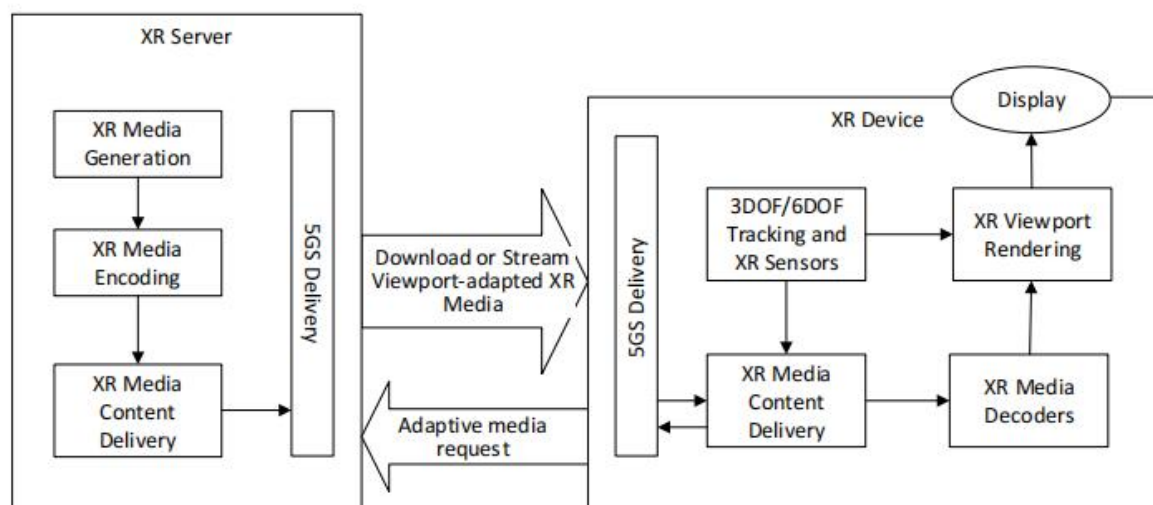 XR Server
XR Media
Generation
XR Media
Encoding
XR Media
Content
Delivery
5GS Delivery
Download or Stream
Viewport-adapted XR
Media
Adaptive media
request
XR Device
Display
5GS Delivery
3DOF/6DOF
Tracking and
XR Sensors
XR Viewport
Rendering
XR Media
Content
Delivery
XR Media
Decoders